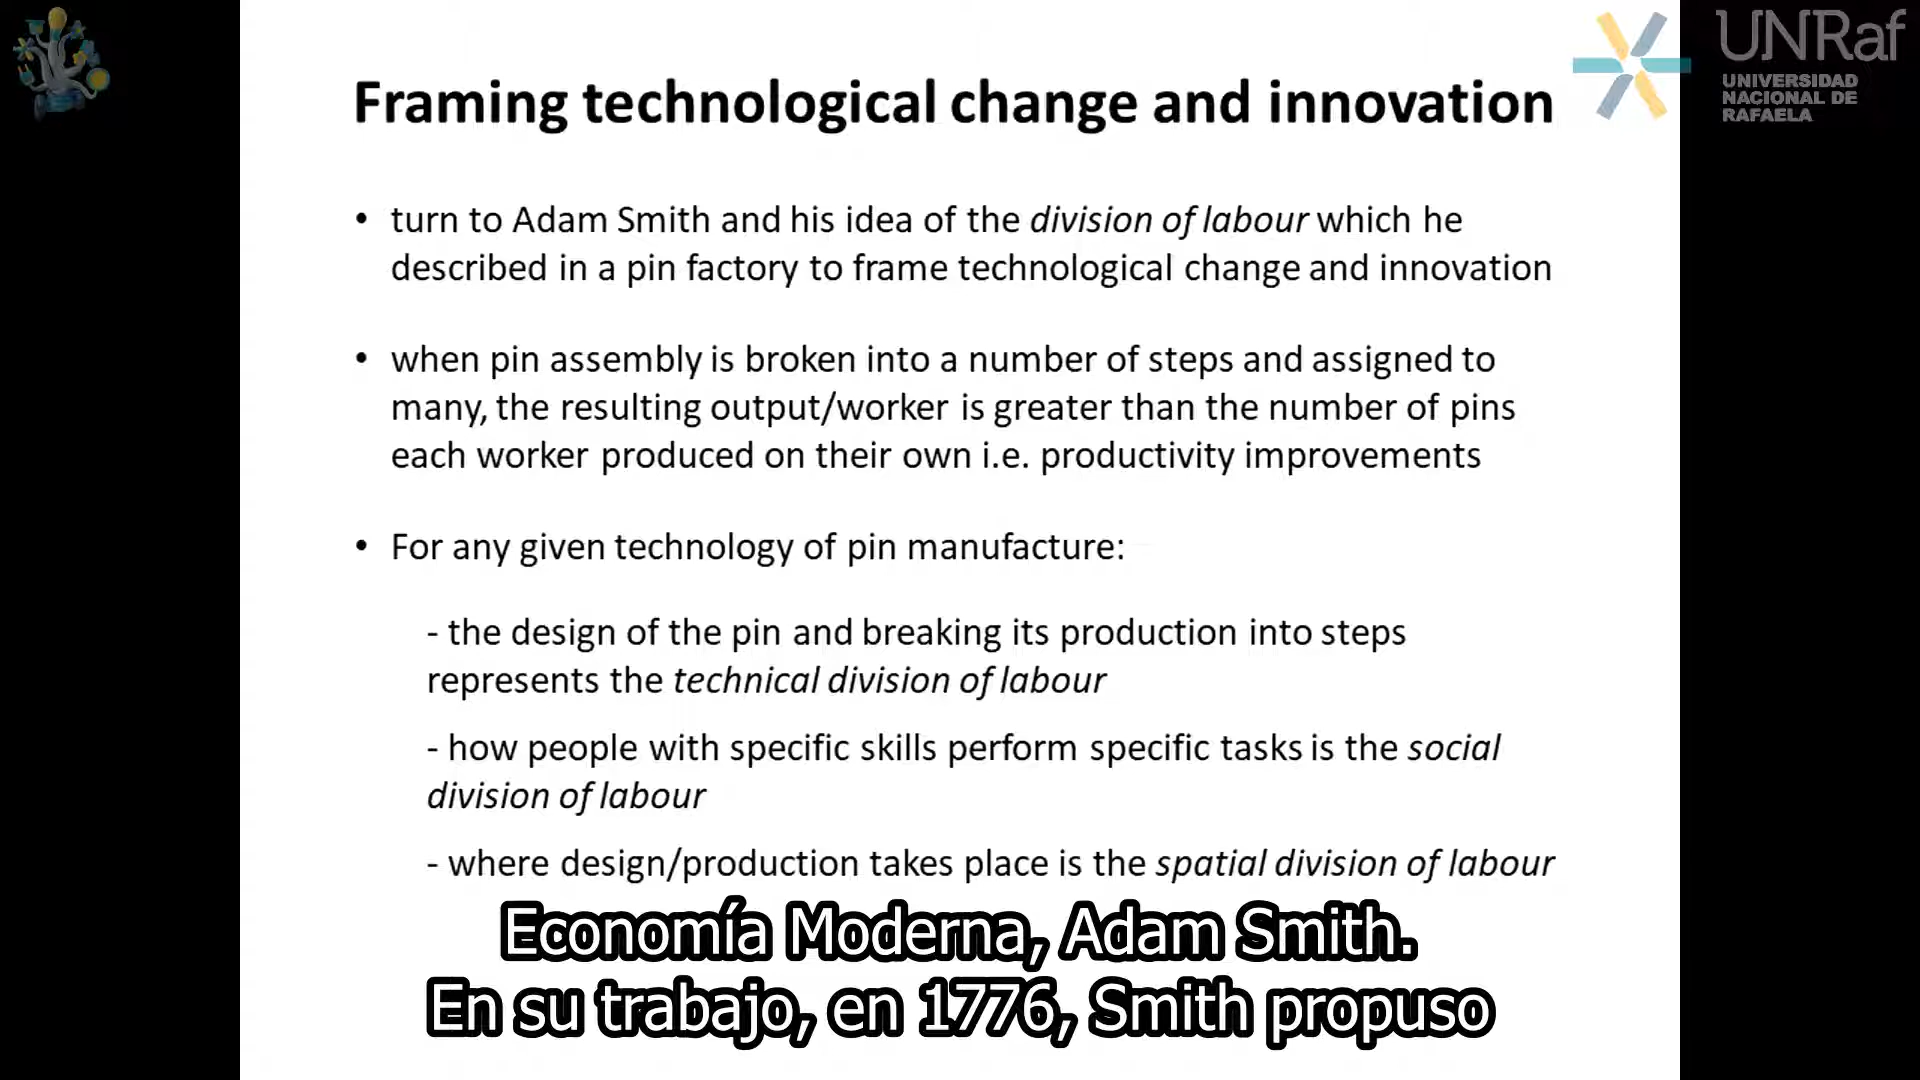 UNRaf
UNIVERSIDAD
NACIONAL DE
RAFAELA
Framing technological change and innovation
• turn to Adam Smith and his idea of the division of labour which he
described in a pin factory to frame technological change and innovation
• when pin assembly is broken into a number of steps and assigned to
many, the resulting output/worker is greater than the number of pins
each worker produced on their own i.e. productivity improvements
• For any given technology of pin manufacture:
- the design of the pin and breaking its production into steps
represents the technical division of labour
- how people with specific skills perform specific tasks is the social
division of labour
- where design/production takes place is the spatial division of labour
Economía Moderna, Adam Smith.
En su trabajo, en 1776, Smith propuso